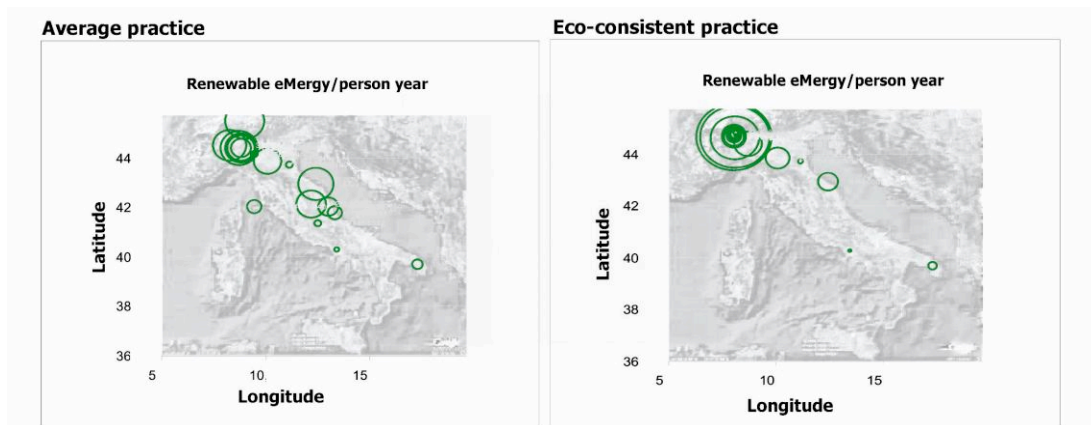 Average practice
Renewable eMergy/person year
Latitude
44
42
40
38
36
5
10
15
Longitude
Eco-consistent practice
Renewable eMergy/person year
Latitude
44
42
40
38
36
5
10
15
Longitude